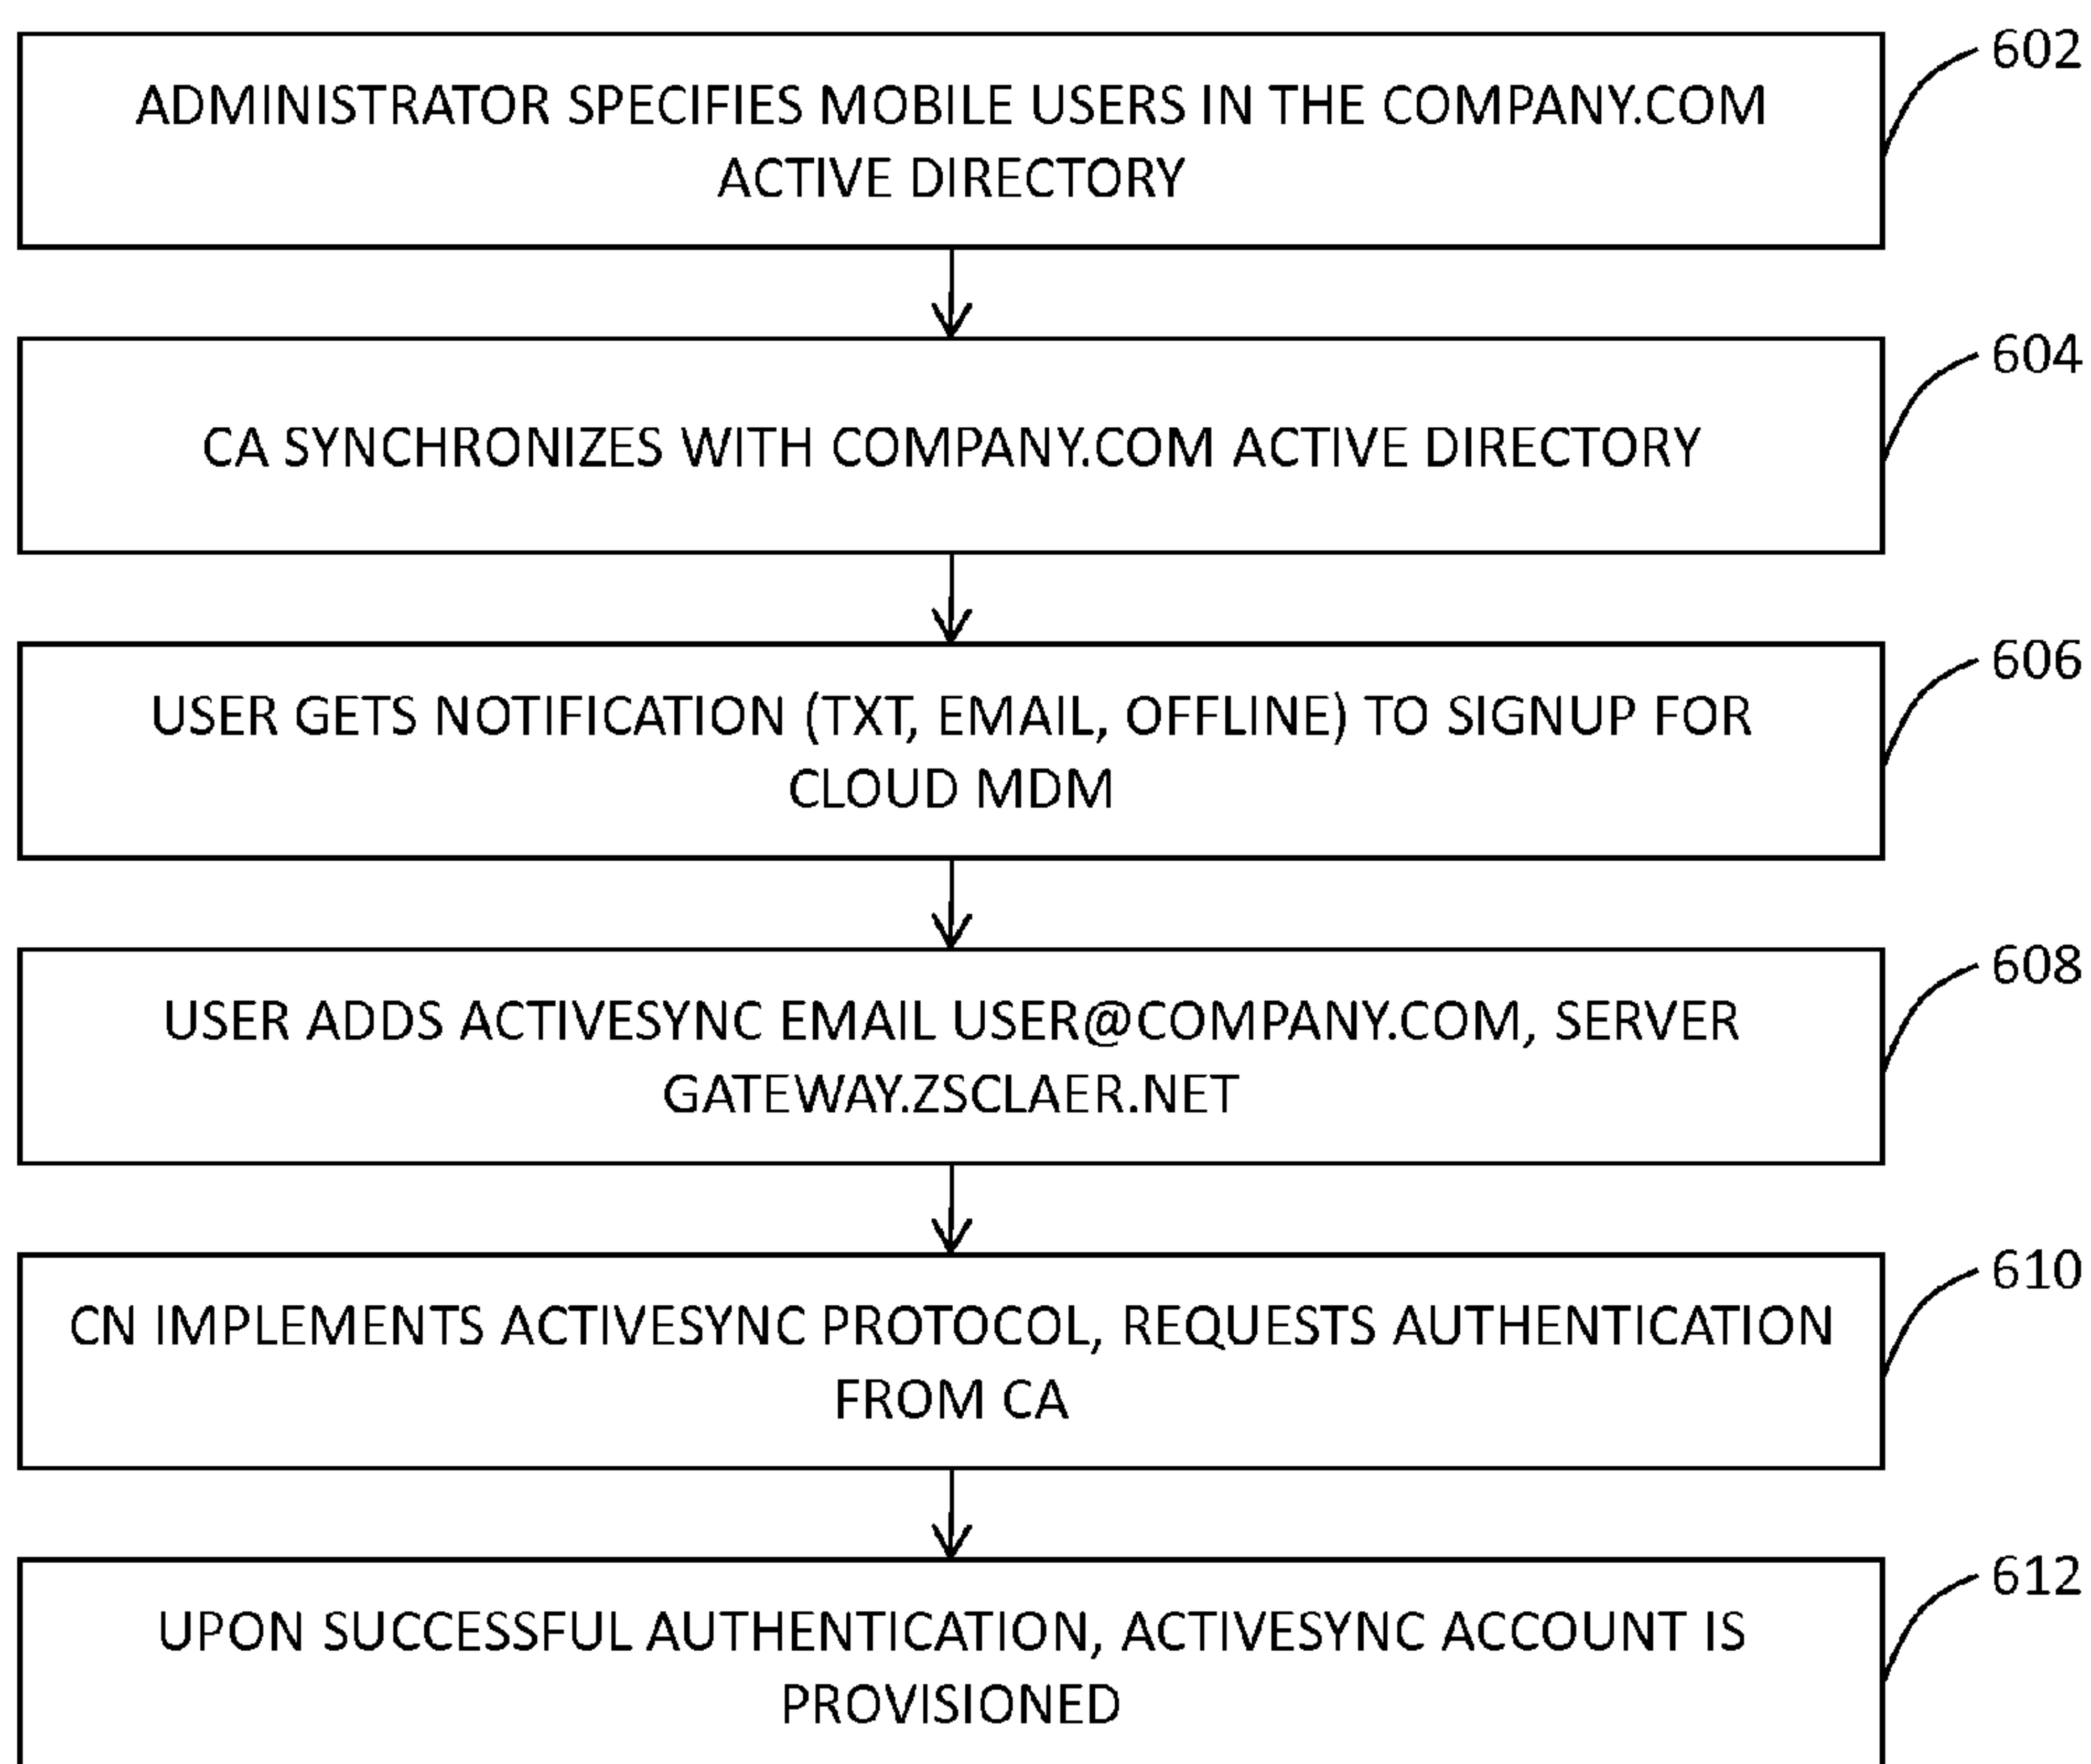 602
ADMINISTRATOR SPECIFIES MOBILE USERS IN THE COMPANY.COM
ACTIVE DIRECTORY
604
CA SYNCHRONIZES WITH COMPANY.COM ACTIVE DIRECTORY
606
USER GETS NOTIFICATION (TXT, EMAIL, OFFLINE) TO SIGNUP FOR
CLOUD MDM
608
USER ADDS ACTIVESYNC EMAIL USER@COMPANY.COM, SERVER
GATEWAY.ZSCLAER.NET
610
CN IMPLEMENTS ACTIVESYNC PROTOCOL, REQUESTS AUTHENTICATION
FROM CA
612
UPON SUCCESSFUL AUTHENTICATION, ACTIVESYNC ACCOUNT IS
PROVISIONED